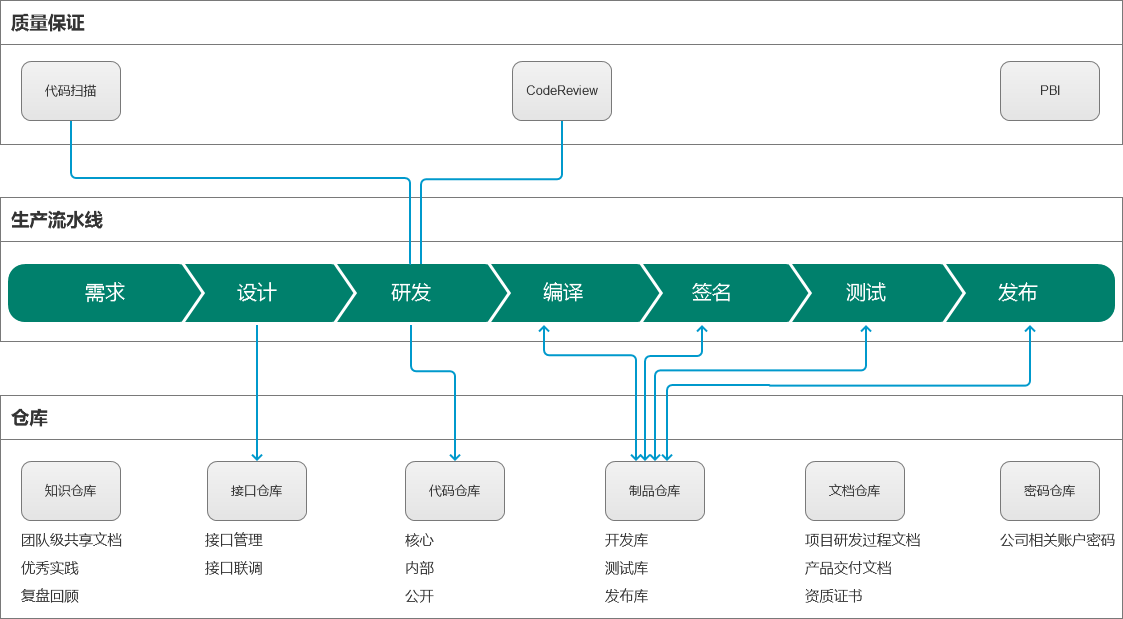 质量保证
代码扫描
CodeReview
PBI
生产流水线
需求
设计
研发
编译
签名
测试
发布
仓库
知识仓库
接口仓库
代码仓库
制品仓库
文档仓库
密码仓库
团队级共享文档
接口管理
核心
开发库
项目研发过程文档
公司相关账户密码
优秀实践
接口联调
内部
测试库
产品交付文档
复盘回顾
公开
发布库
资质证书